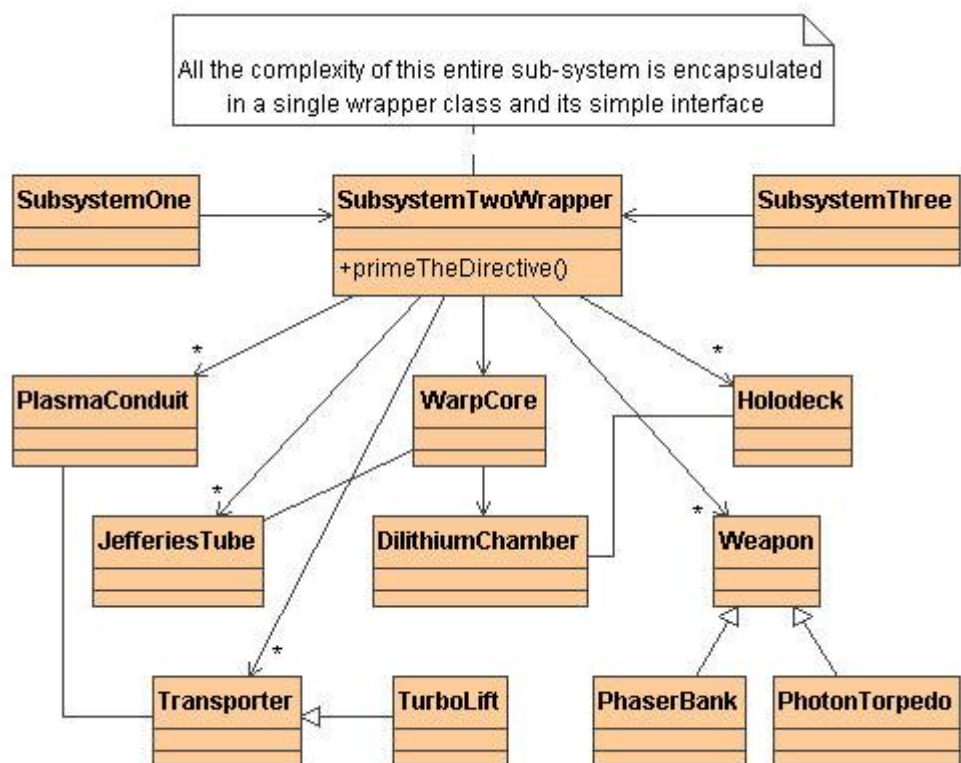 All the complexity of this entire sub-system is encapsulated
in a single wrapper class and its simple interface
SubsystemOne
SubsystemTwoWrapper
SubsystemThree
+primeTheDirective()
*
*
PlasmaConduit
WarpCore
Holodeck
*
*
JefferiesTube
DilithiumChamber
Weapon
*
Transporter
TurboLift
PhaserBank
PhotonTorpedo